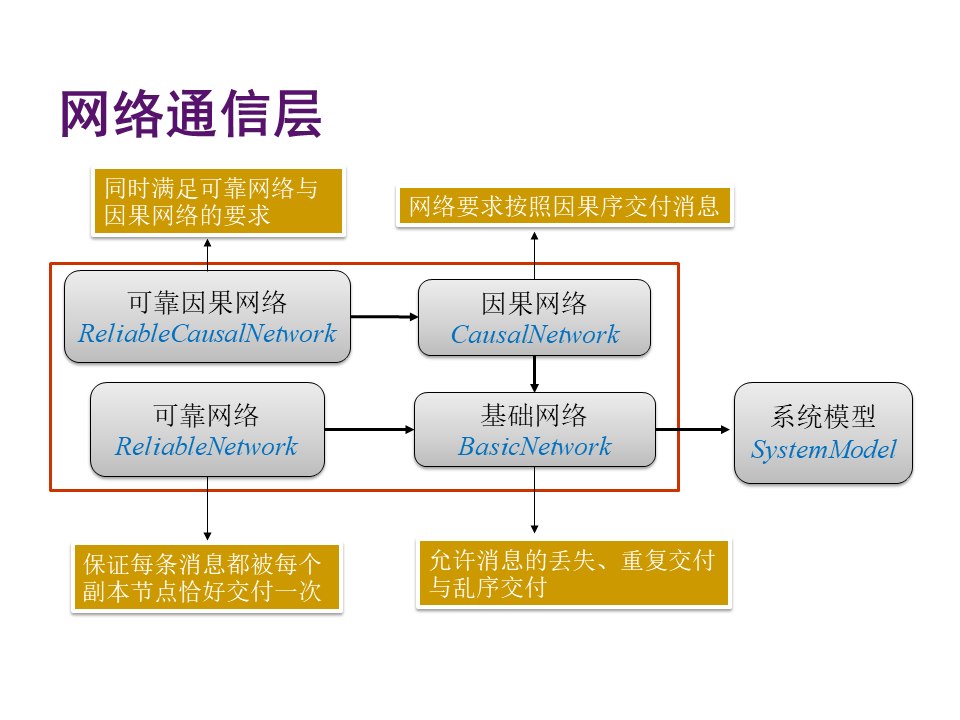 网络通信层
同时满足可靠网络与
因果网络的要求
网络要求按照因果序交付消息
可靠因果网络
ReliableCausalNetwork
因果网络
CausalNetwork
可靠网络
ReliableNetwork
基础网络
BasicNetwork
系统模型
SystemModel
保证每条消息都被每个
副本节点恰好交付一次
允许消息的丢失、重复交付
与乱序交付